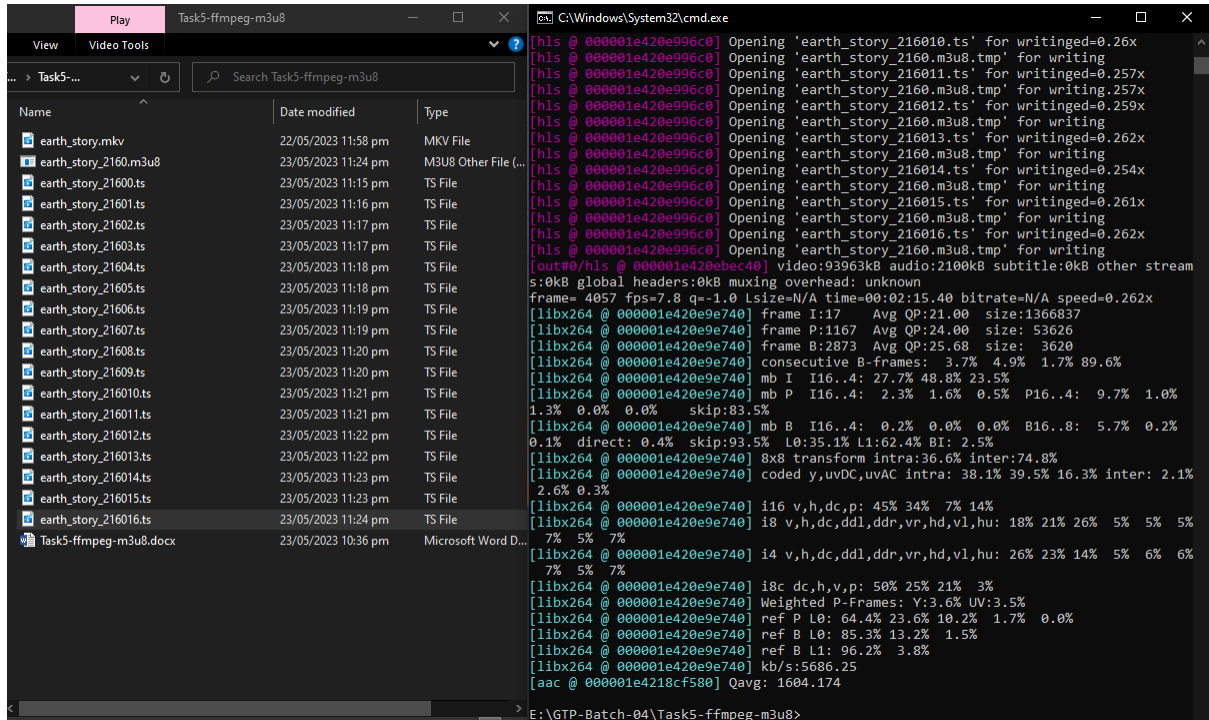 Play
Task5-ffmpeg-m3u8
View
Video Tools
?
... › Task5-...
Search Task5-ffmpeg-m3u8
Name Date modified Type
earth_story.mkv 22/05/2023 11:58 pm MKV File
earth_story_2160.m3u8 23/05/2023 11:24 pm M3U8 Other File (...
earth_story_21600.ts 23/05/2023 11:15 pm TS File
earth_story_21601.ts 23/05/2023 11:16 pm TS File
earth_story_21602.ts 23/05/2023 11:17 pm TS File
earth_story_21603.ts 23/05/2023 11:17 pm TS File
earth_story_21604.ts 23/05/2023 11:18 pm TS File
earth_story_21605.ts 23/05/2023 11:18 pm TS File
earth_story_21606.ts 23/05/2023 11:19 pm TS File
earth_story_21607.ts 23/05/2023 11:19 pm TS File
earth_story_21608.ts 23/05/2023 11:20 pm TS File
earth_story_21609.ts 23/05/2023 11:20 pm TS File
earth_story_216010.ts 23/05/2023 11:21 pm TS File
earth_story_216011.ts 23/05/2023 11:21 pm TS File
earth_story_216012.ts 23/05/2023 11:22 pm TS File
earth_story_216013.ts 23/05/2023 11:22 pm TS File
earth_story_216014.ts 23/05/2023 11:23 pm TS File
earth_story_216015.ts 23/05/2023 11:23 pm TS File
earth_story_216016.ts 23/05/2023 11:24 pm TS File
Task5-ffmpeg-m3u8.docx 23/05/2023 10:36 pm Microsoft Word D...
C:\Windows\System32\cmd.exe
[hls @ 000001e420e996c0] Opening 'earth_story_216010.ts' for writinged=0.26x
[hls @ 000001e420e996c0] Opening 'earth_story_2160.m3u8.tmp' for writing
[hls @ 000001e420e996c0] Opening 'earth_story_216011.ts' for writinged=0.257x
[hls @ 000001e420e996c0] Opening 'earth_story_2160.m3u8.tmp' for writing.257x
[hls @ 000001e420e996c0] Opening 'earth_story_216012.ts' for writinged=0.259x
[hls @ 000001e420e996c0] Opening 'earth_story_2160.m3u8.tmp' for writing
[hls @ 000001e420e996c0] Opening 'earth_story_216013.ts' for writinged=0.262x
[hls @ 000001e420e996c0] Opening 'earth_story_2160.m3u8.tmp' for writing
[hls @ 000001e420e996c0] Opening 'earth_story_216014.ts' for writinged=0.254x
[hls @ 000001e420e996c0] Opening 'earth_story_2160.m3u8.tmp' for writing
[hls @ 000001e420e996c0] Opening 'earth_story_216015.ts' for writinged=0.261x
[hls @ 000001e420e996c0] Opening 'earth_story_2160.m3u8.tmp' for writing
[hls @ 000001e420e996c0] Opening 'earth_story_216016.ts' for writinged=0.262x
[hls @ 000001e420e996c0] Opening 'earth_story_2160.m3u8.tmp' for writing
[out#0/hls @ 000001e420ebec40] video:93963kB audio:2100kB subtitle:0kB other stream
s:0kB global headers:0kB muxing overhead: unknown
frame= 4057 fps=7.8 q=-1.0 Lsize=N/A time=00:02:15.40 bitrate=N/A speed=0.262x
[libx264 @ 000001e420e9e740] frame I:17 Avg QP:21.00 size:1366837
[libx264 @ 000001e420e9e740] frame P:1167 Avg QP:24.00 size: 53626
[libx264 @ 000001e420e9e740] frame B:2873 Avg QP:25.68 size: 3620
[libx264 @ 000001e420e9e740] consecutive B-frames: 3.7% 4.9% 1.7% 89.6%
[libx264 @ 000001e420e9e740] mb I I16..4: 27.7% 48.8% 23.5%
[libx264 @ 000001e420e9e740] mb P I16..4: 2.3% 1.6% 0.5% P16..4: 9.7% 1.0%
1.3% 0.0% 0.0% skip:83.5%
[libx264 @ 000001e420e9e740] mb B I16..4: 0.2% 0.0% 0.0% B16..8: 5.7% 0.2%
0.1% direct: 0.4% skip:93.5% L0:35.1% L1:62.4% BI: 2.5%
[libx264 @ 000001e420e9e740] 8x8 transform intra:36.6% inter:74.8%
[libx264 @ 000001e420e9e740] coded y,uvDC,uvAC intra: 38.1% 39.5% 16.3% inter: 2.1%
2.6% 0.3%
[libx264 @ 000001e420e9e740] i16 v,h,dc,p: 45% 34% 7% 14%
[libx264 @ 000001e420e9e740] i8 v,h,dc,ddl,ddr,vr,hd,vl,hu: 18% 21% 26% 5% 5% 5%
7% 5% 7%
[libx264 @ 000001e420e9e740] i4 v,h,dc,ddl,ddr,vr,hd,vl,hu: 26% 23% 14% 5% 6% 6%
7% 5% 7%
[libx264 @ 000001e420e9e740] i8c dc,h,v,p: 50% 25% 21% 3%
[libx264 @ 000001e420e9e740] Weighted P-Frames: Y:3.6% UV:3.5%
[libx264 @ 000001e420e9e740] ref P L0: 64.4% 23.6% 10.2% 1.7% 0.0%
[libx264 @ 000001e420e9e740] ref B L0: 85.3% 13.2% 1.5%
[libx264 @ 000001e420e9e740] ref B L1: 96.2% 3.8%
[libx264 @ 000001e420e9e740] kb/s:5686.25
[aac @ 000001e4218cf580] Qavg: 1604.174
E:\GTP-Batch-04\Task5-ffmpeg-m3u8>